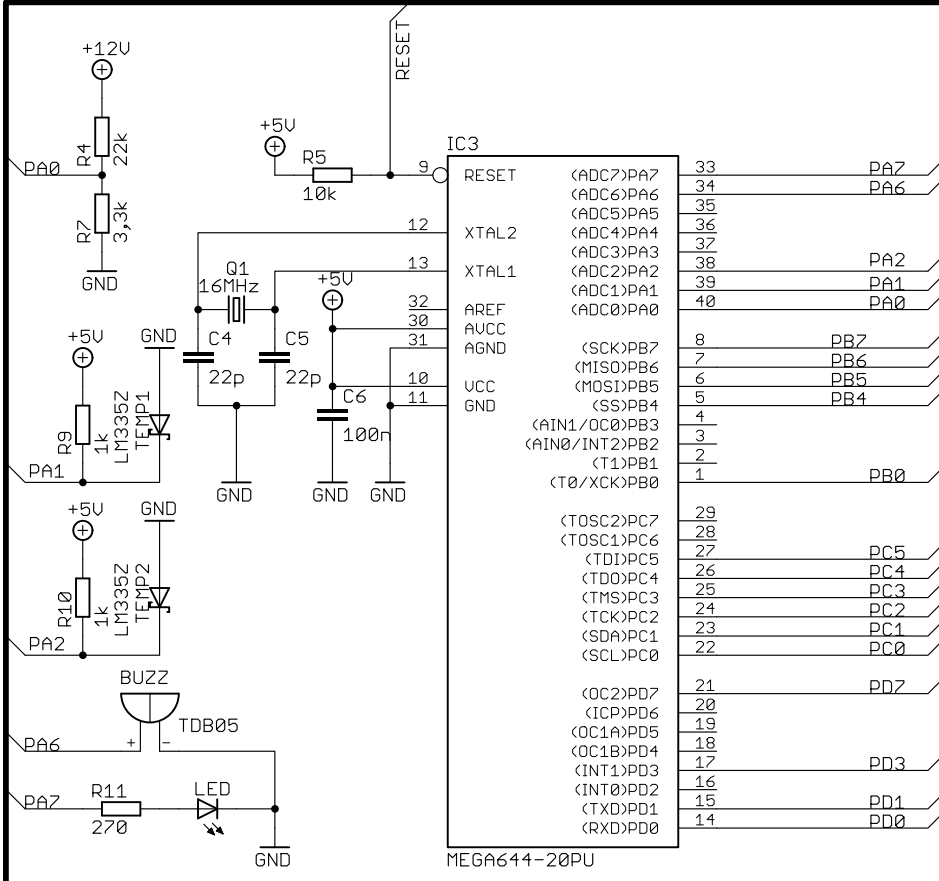 +12V
R4
22k
PA0
R7
3,3k
GND
RESET
+5V
R5
10k
IC3
9
RESET
12
XTAL2
13
XTAL1
32
AREF
30
AVCC
31
AGND
10
VCC
11
GND
Q1
16MHz
C4
22p
C5
22p
GND
+5V
C6
100n
GND
GND
(ADC7)PA7 33 PA7
(ADC6)PA6 34 PA6
(ADC5)PA5 35
(ADC4)PA4 36
(ADC3)PA3 37
(ADC2)PA2 38 PA2
(ADC1)PA1 39 PA1
(ADC0)PA0 40 PA0
(SCK)PB7 8 PB7
(MISO)PB6 7 PB6
(MOSI)PB5 6 PB5
(SS)PB4 5 PB4
(AIN1/OC0)PB3 4
(AIN0/INT2)PB2 3
(T1)PB1 2
(T0/XCK)PB0 1 PB0
(TOSC2)PC7 29
(TOSC1)PC6 28
(TDI)PC5 27 PC5
(TDO)PC4 26 PC4
(TMS)PC3 25 PC3
(TCK)PC2 24 PC2
(SDA)PC1 23 PC1
(SCL)PC0 22 PC0
(OC2)PD7 21 PD7
(ICP)PD6 20
(OC1A)PD5 19
(OC1B)PD4 18
(INT1)PD3 17 PD3
(INT0)PD2 16
(TXD)PD1 15 PD1
(RXD)PD0 14 PD0
MEGA644-20PU
+5V
GND
R9
1k
LM335Z
TEMP1
PA1
+5V
GND
R10
1k
LM335Z
TEMP2
PA2
BUZZ
TDB05
PA6
+ -
PA7
R11
270
LED
GND